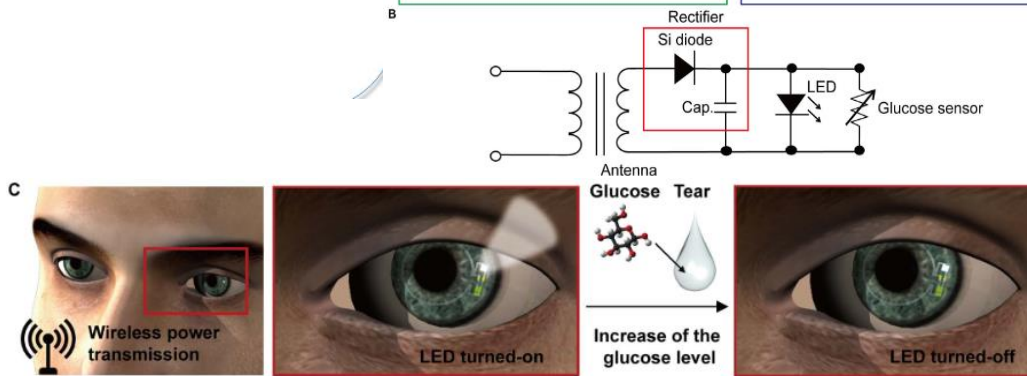 B
Rectifier
Si diode
LED
Cap.
Glucose sensor
Antenna
C
Glucose Tear
Wireless power
transmission
LED turned-on
Increase of the
glucose level
LED turned-off